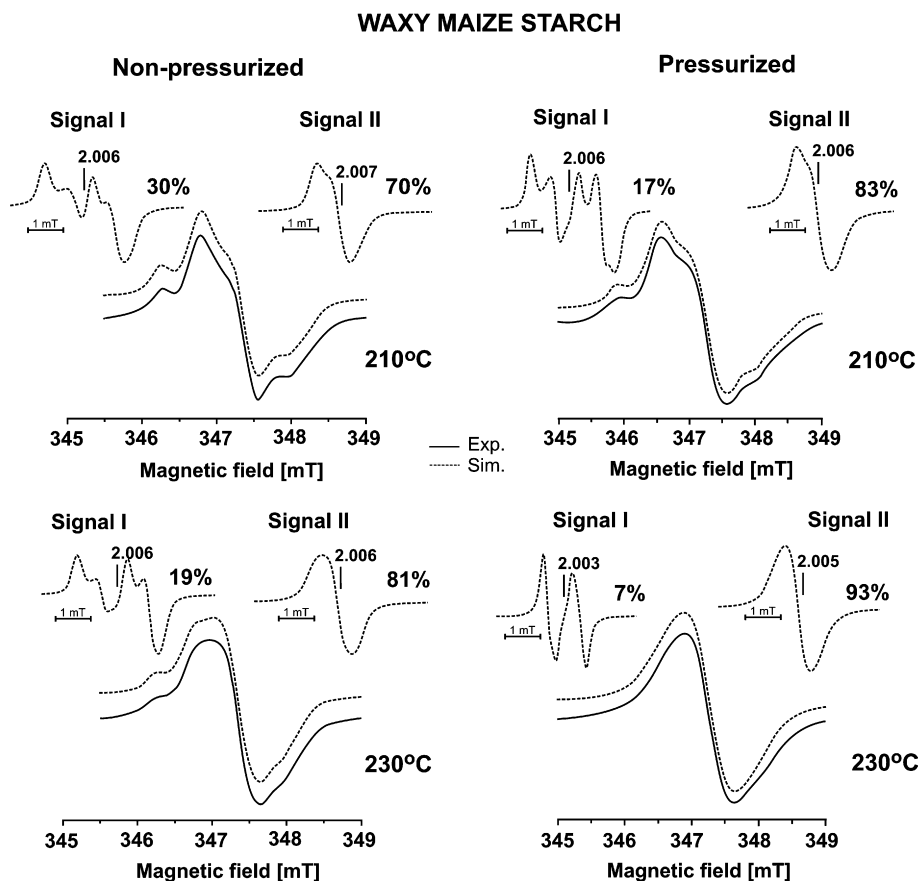 WAXY MAIZE STARCH
Non-pressurized
Pressurized
Signal I
Signal II
2.006
30%
2.007
70%
1 mT
1 mT
210°C
345 346 347 348 349
Magnetic field [mT]
Signal I
Signal II
2.006
17%
2.006
83%
1 mT
1 mT
210°C
345 346 347 348 349
Magnetic field [mT]
Exp.
Sim.
Signal I
Signal II
2.006
19%
2.006
81%
1 mT
1 mT
230°C
345 346 347 348 349
Magnetic field [mT]
Signal I
Signal II
2.003
7%
2.005
93%
1 mT
1 mT
230°C
345 346 347 348 349
Magnetic field [mT]